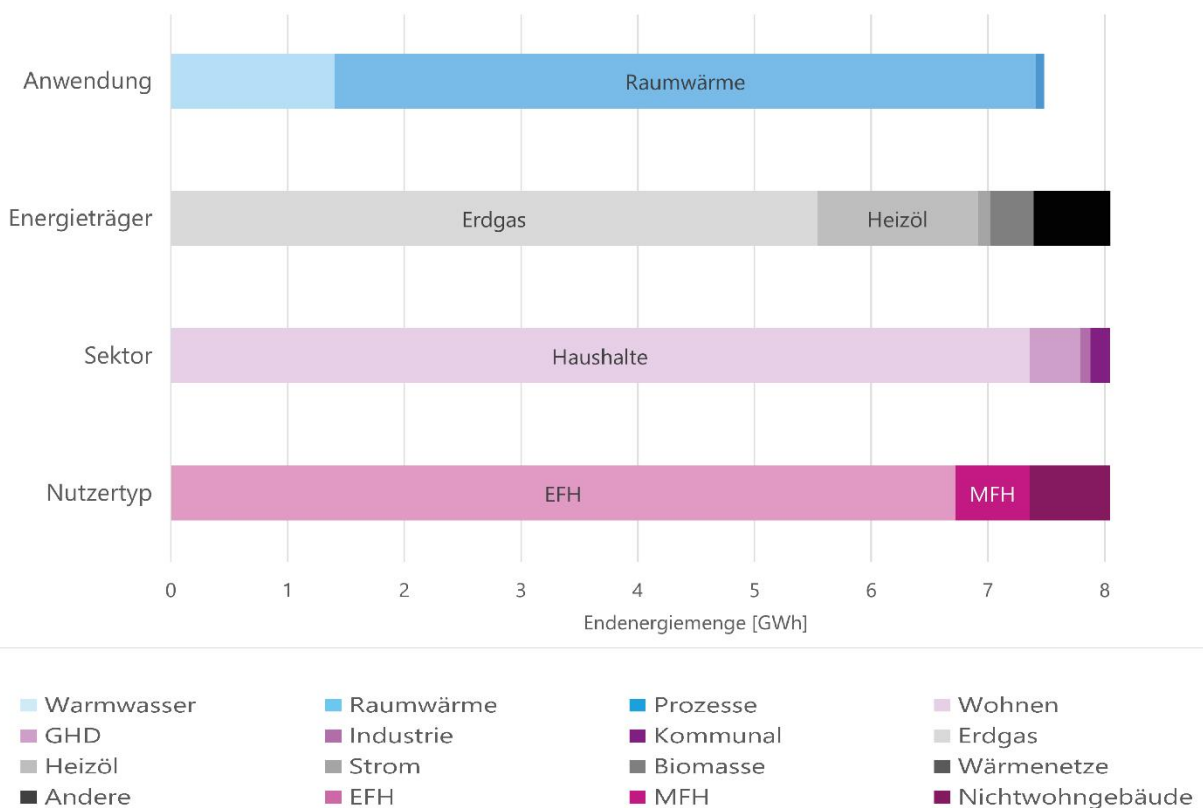 Anwendung
Raumwärme
Energieträger
Erdgas
Heizöl
Sektor
Haushalte
Nutzertyp
EFH
MFH
0 1 2 3 4 5 6 7 8
Endenergiemenge [GWh]
Warmwasser Raumwärme Prozesse Wohnen
GHD Industrie Kommunal Erdgas
Heizöl Strom Biomasse Wärmenetze
Andere EFH MFH Nichtwohngebäude